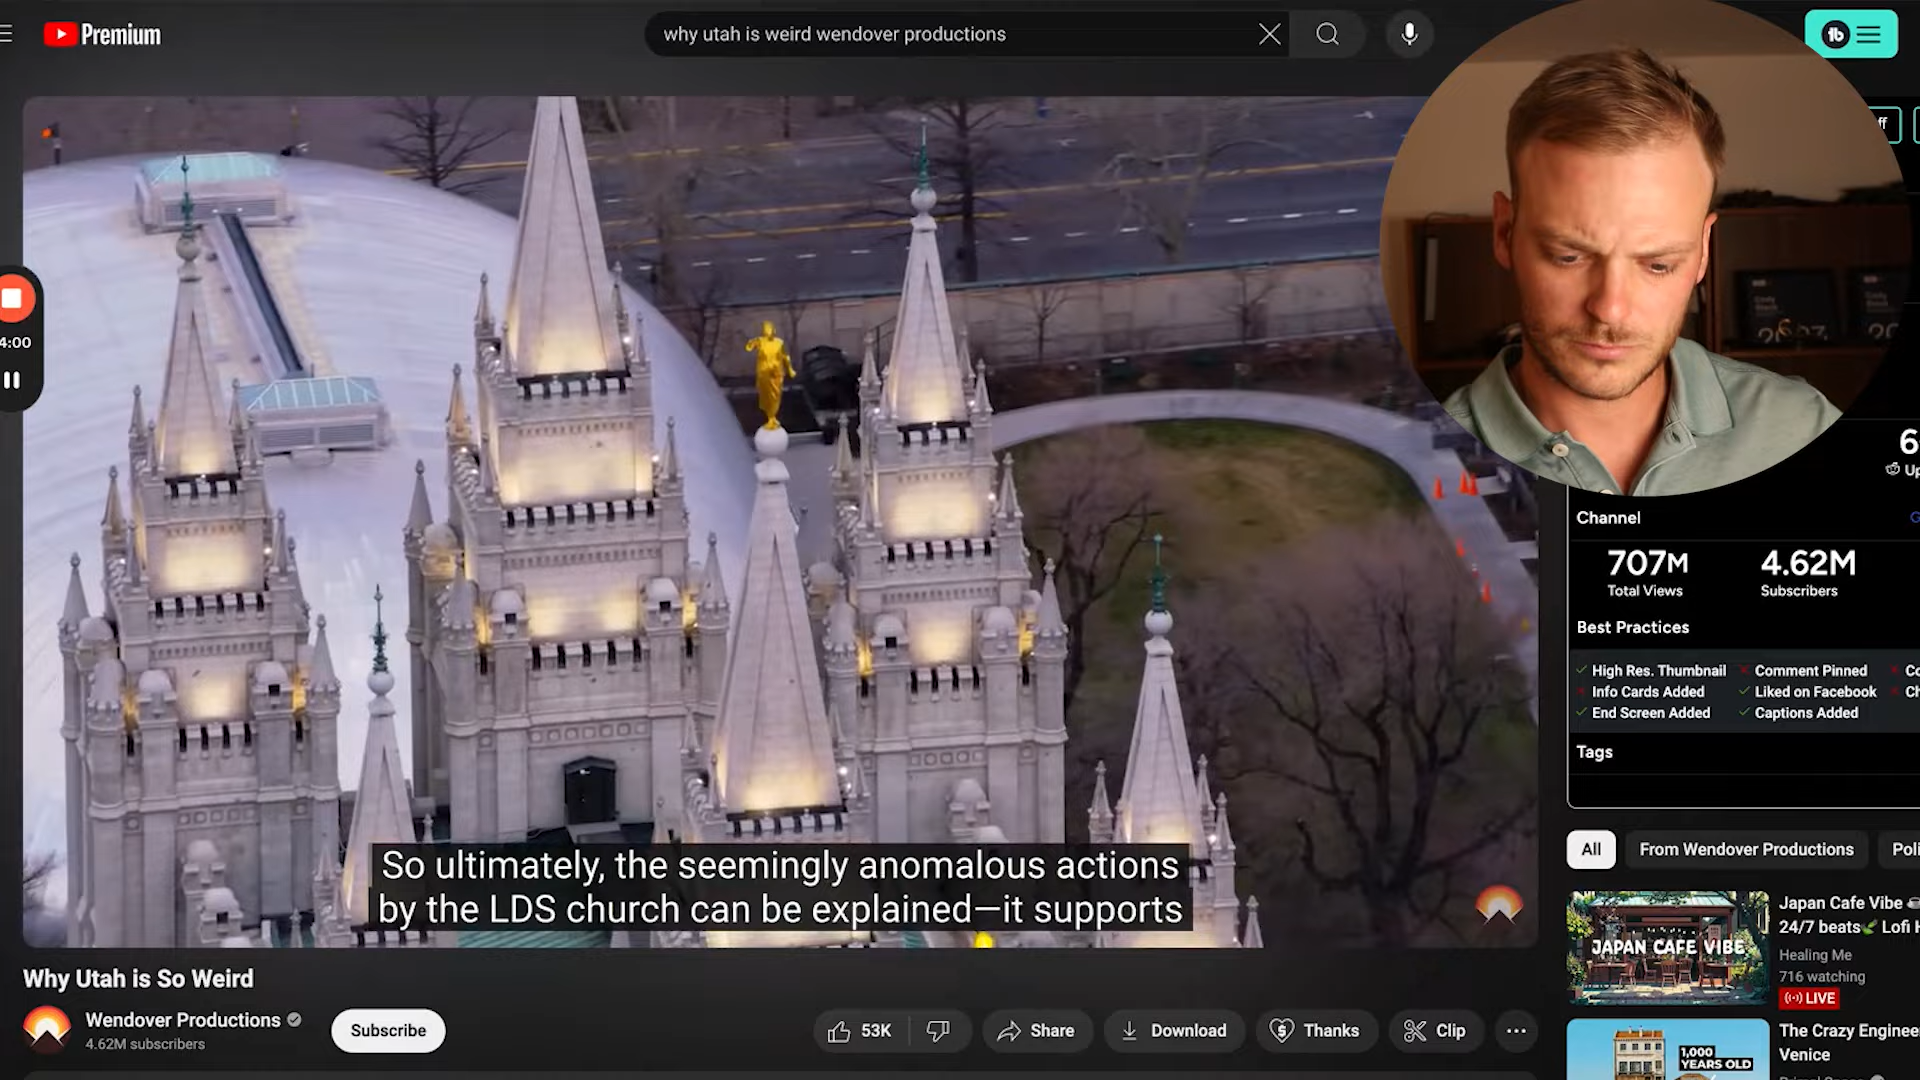 Premium
why utah is weird wendover productions
4:00
So ultimately, the seemingly anomalous actions
by the LDS church can be explained—it supports
Why Utah is So Weird
Wendover Productions
4.62M subscribers
Subscribe
53K
Share
Download
Thanks
Clip
tb
ff
Channel
707M
Total Views
4.62M
Subscribers
Best Practices
High Res. Thumbnail
Comment Pinned
Info Cards Added
Liked on Facebook
End Screen Added
Captions Added
Tags
All
From Wendover Productions
JAPAN CAFE VIBE
Japan Cafe Vibe
24/7 beats Lofi
Healing Me
716 watching
LIVE
1,000
YEARS OLD
The Crazy Enginee
Venice